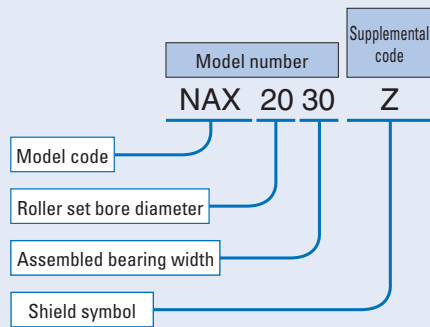 Supplemental
code
Model number
NAX 20 30 Z
Model code
Roller set bore diameter
Assembled bearing width
Shield symbol